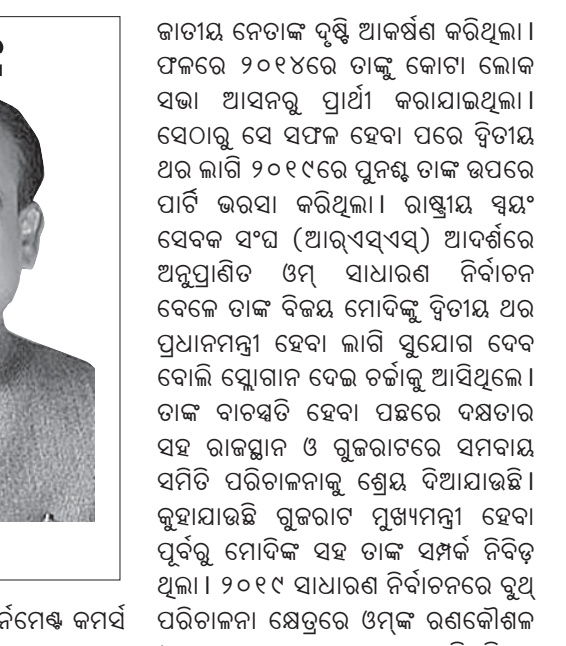 ର୍ନମେଣ୍ଟ କମର୍ସ
ଜାତୀୟ ନେତାଙ୍କ ଦୃଷ୍ଟି ଆକର୍ଷଣ କରିଥିଲା।
ଫଳରେ ୨୦୧୪ରେ ତାଙ୍କୁ କୋଟା ଲୋକ
ସଭା ଆସନରୁ ପ୍ରାର୍ଥୀ କରାଯାଇଥିଲା।
ସେଠାରୁ ସେ ସଫଳ ହେବା ପରେ ଦ୍ୱିତୀୟ
ଥର ଲାଗି ୨୦୧୯ରେ ପୁନଶ୍ଚ ତାଙ୍କ ଉପରେ
ପାର୍ଟି ଭରସା କରିଥିଲା। ରାଷ୍ଟ୍ରୀୟ ସ୍ୱୟଂ
ସେବକ ସଂଘ (ଆର୍‌ଏସ୍‌ଏସ୍‌) ଆଦର୍ଶରେ
ଅନୁପ୍ରାଣିତ ଓମ୍‌ ସାଧାରଣ ନିର୍ବାଚନ
ବେଳେ ତାଙ୍କ ବିଜୟ ମୋଦିଙ୍କୁ ଦ୍ୱିତୀୟ ଥର
ପ୍ରଧାନମନ୍ତ୍ରୀ ହେବା ଲାଗି ସୁଯୋଗ ଦେବ
ବୋଲି ସ୍ଲୋଗାନ ଦେଇ ଚର୍ଚ୍ଚାକୁ ଆସିଥିଲେ।
ତାଙ୍କ ବାଚସ୍ପତି ହେବା ପଛରେ ଦକ୍ଷତାର
ସହ ରାଜସ୍ଥାନ ଓ ଗୁଜରାଟରେ ସମବାୟ
ସମିତି ପରିଚାଳନାକୁ ଶ୍ରେୟ ଦିଆଯାଉଛି।
କୁହାଯାଉଛି ଗୁଜରାଟ ମୁଖ୍ୟମନ୍ତ୍ରୀ ହେବା
ପୂର୍ବରୁ ମୋଦିଙ୍କ ସହ ତାଙ୍କ ସମ୍ପର୍କ ନିବିଡ଼
ଥିଲା। ୨୦୧୯ ସାଧାରଣ ନିର୍ବାଚନରେ ବୁଥ୍‌
ପରିଚାଳନା କ୍ଷେତ୍ରରେ ଓମ୍‌ଙ୍କ ରଣକୌଶଳ